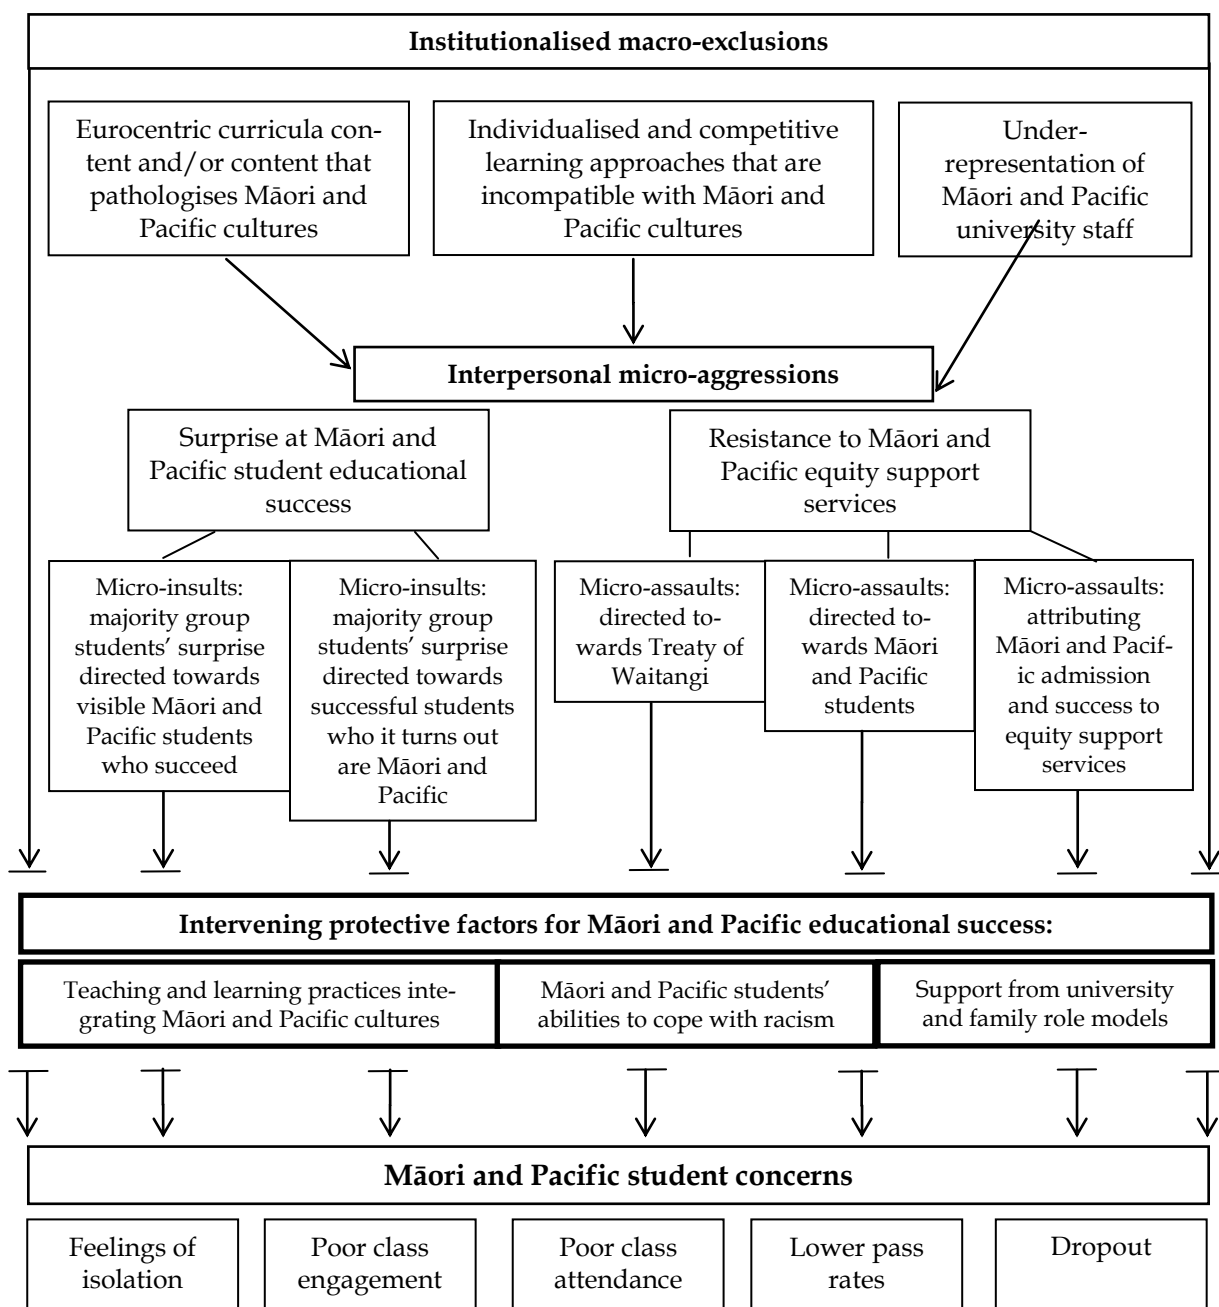 Institutionalised macro-exclusions
Eurocentric curricula con-
tent and/or content that
pathologises Māori and
Pacific cultures
Individualised and competitive
learning approaches that are
incompatible with Māori and
Pacific cultures
Under-
representation of
Māori and Pacific
university staff
Interpersonal micro-aggressions
Surprise at Māori and
Pacific student educational
success
Resistance to Māori and
Pacific equity support
services
Micro-insults:
majority group
students’ surprise
directed towards
visible Māori and
Pacific students
who succeed
Micro-insults:
majority group
students’ surprise
directed towards
successful students
who it turns out
are Māori and
Pacific
Micro-assaults:
directed to-
wards Treaty of
Waitangi
Micro-assaults:
directed to-
wards Māori
and Pacific
students
Micro-assaults:
attributing
Māori and Pacif-
ic admission
and success to
equity support
services
Intervening protective factors for Māori and Pacific educational success:
Teaching and learning practices inte-
grating Māori and Pacific cultures
Māori and Pacific students’
abilities to cope with racism
Support from university
and family role models
Māori and Pacific student concerns
Feelings of
isolation
Poor class
engagement
Poor class
attendance
Lower pass
rates
Dropout